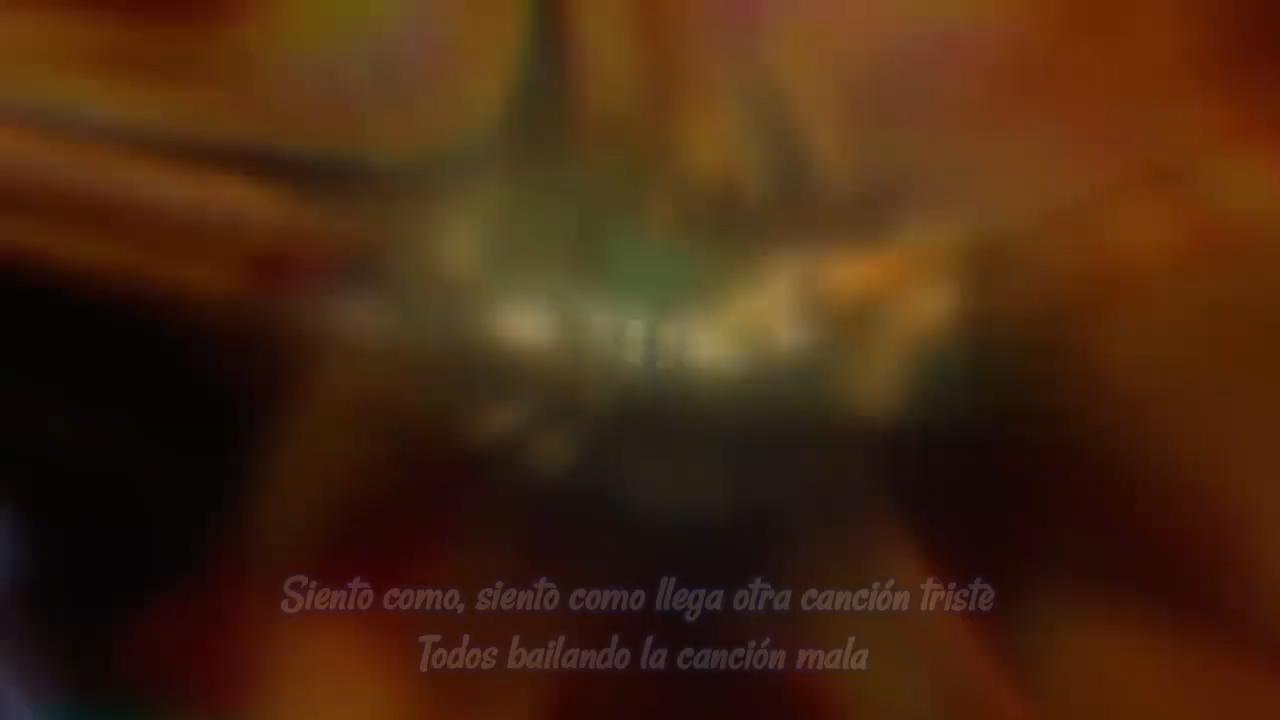 Siento como, siento como llega otra canción triste
Todos bailando la canción mala